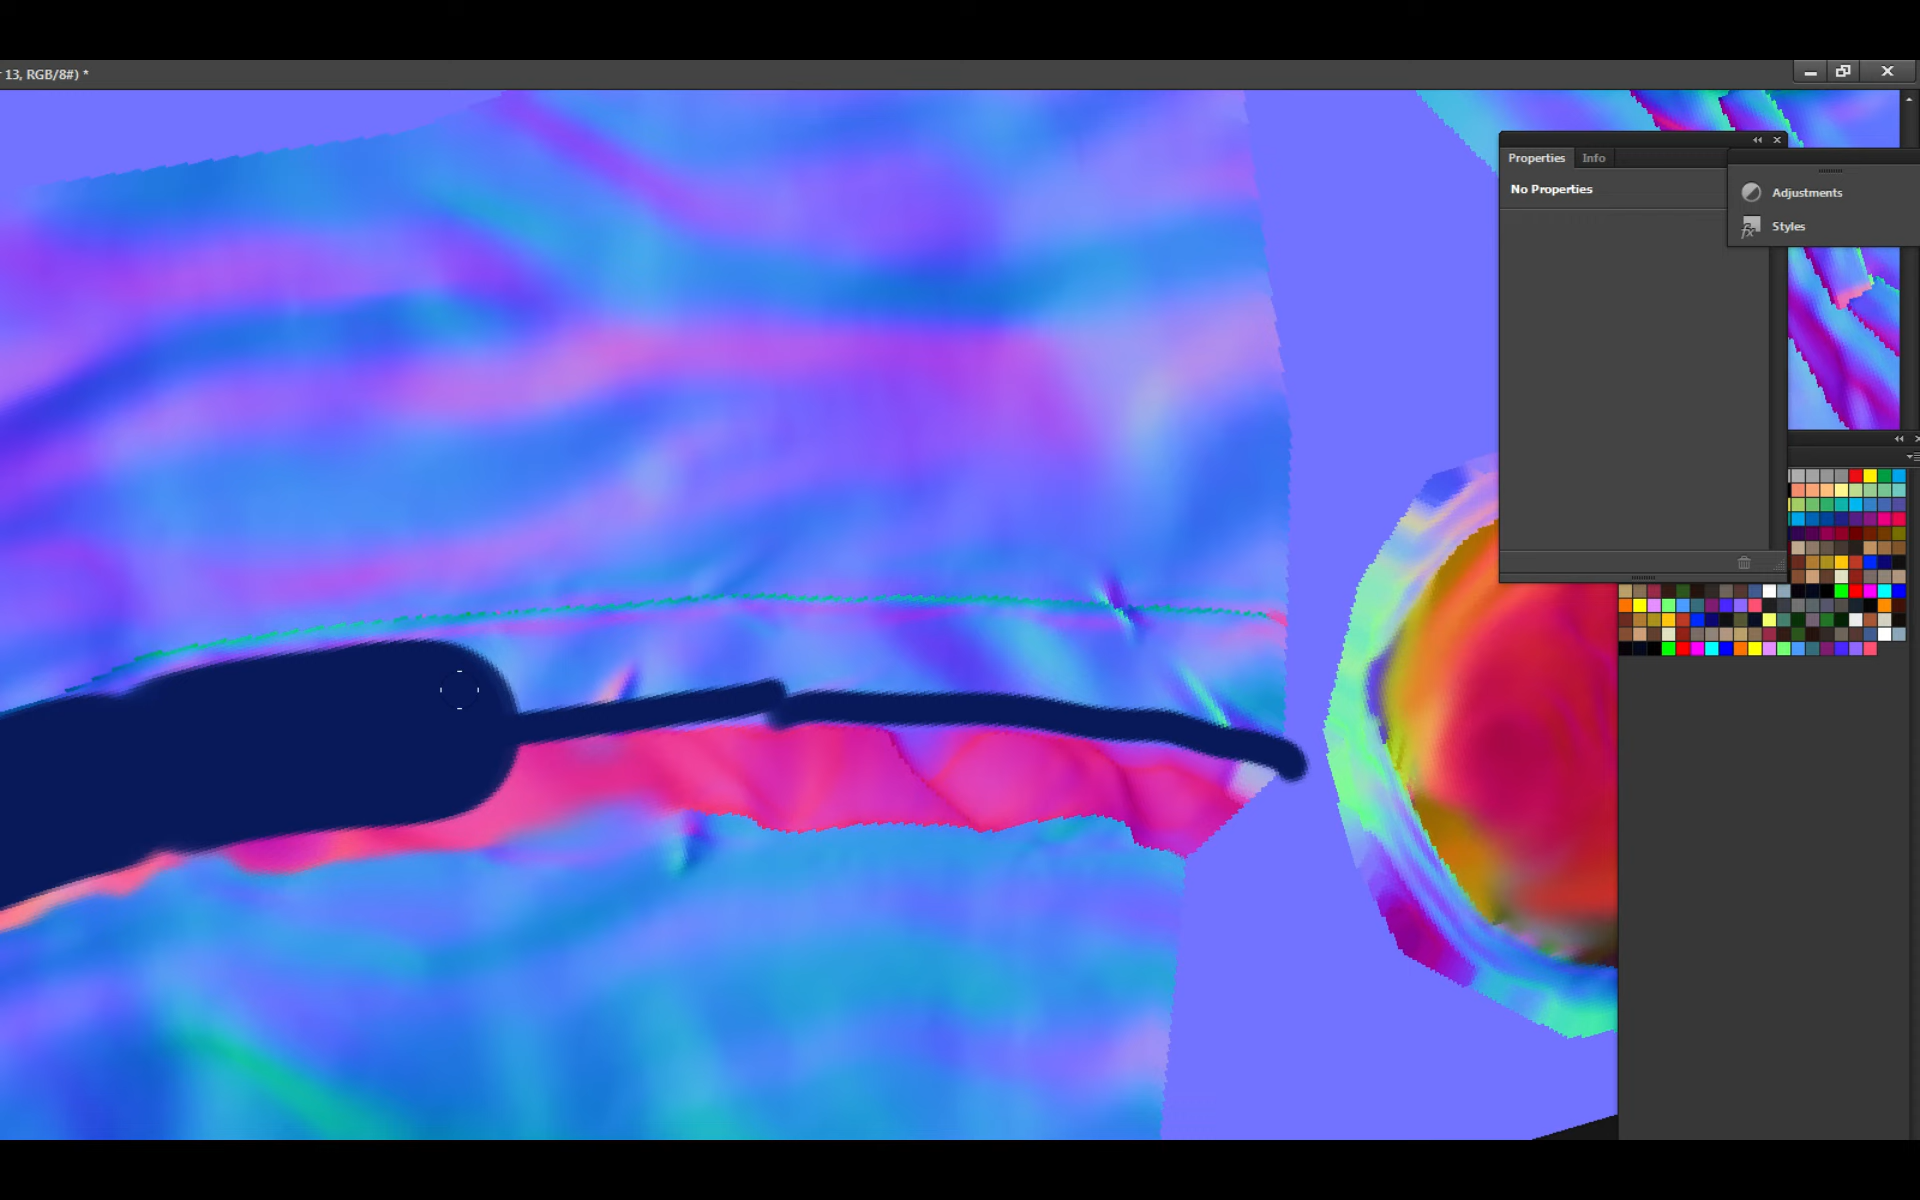 r 13, RGB/8#) *
Properties Info
No Properties
Adjustments
Styles